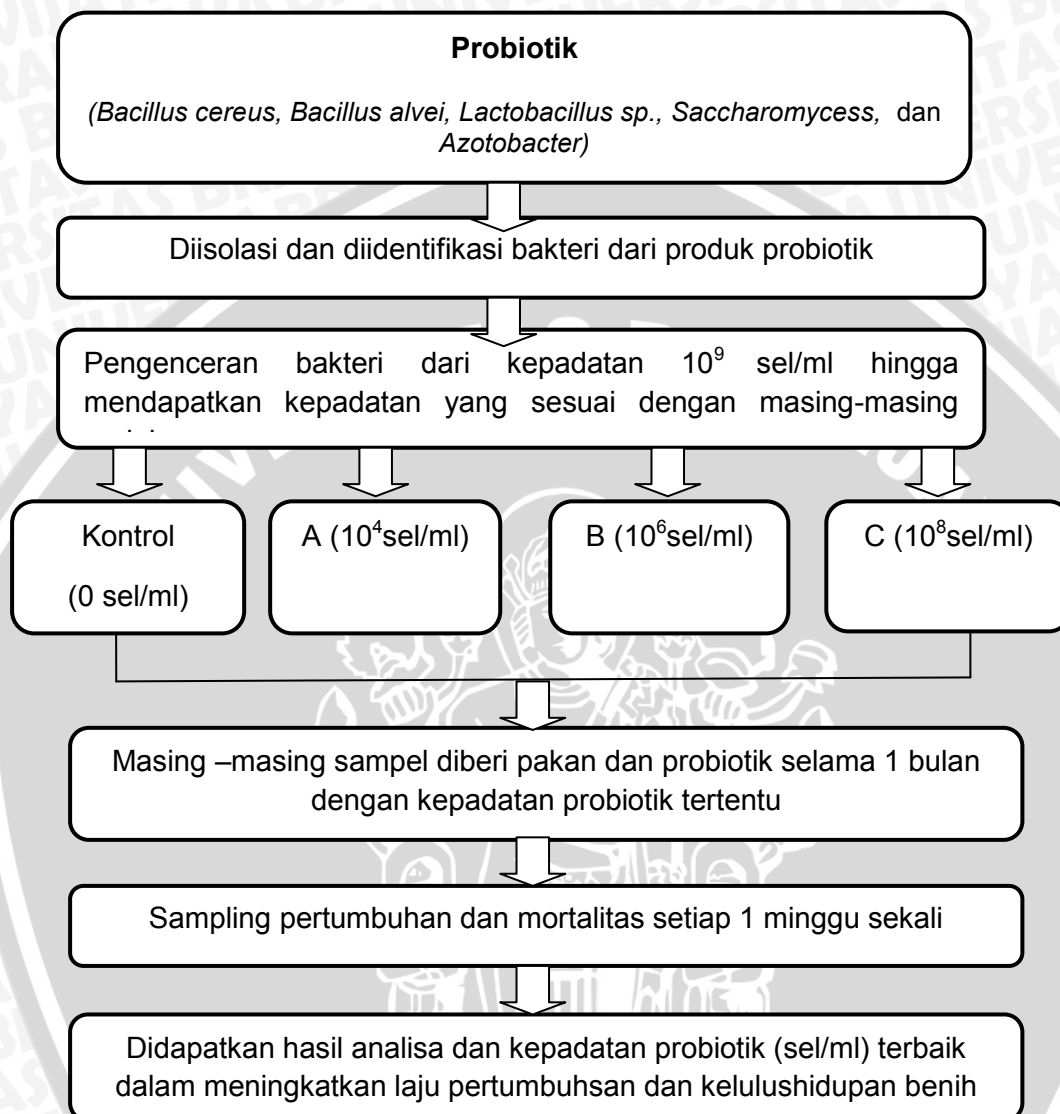 Probiotik
(Bacillus cereus, Bacillus alvei, Lactobacillus sp., Saccharomycess, dan
Azotobacter)
Diisolasi dan diidentifikasi bakteri dari produk probiotik
Pengenceran bakteri dari kepadatan 10⁹ sel/ml hingga
mendapatkan kepadatan yang sesuai dengan masing-masing
Kontrol
(0 sel/ml)
A (10⁴sel/ml)
B (10⁶sel/ml)
C (10⁸sel/ml)
Masing –masing sampel diberi pakan dan probiotik selama 1 bulan
dengan kepadatan probiotik tertentu
Sampling pertumbuhan dan mortalitas setiap 1 minggu sekali
Didapatkan hasil analisa dan kepadatan probiotik (sel/ml) terbaik
dalam meningkatkan laju pertumbuhsan dan kelulushidupan benih